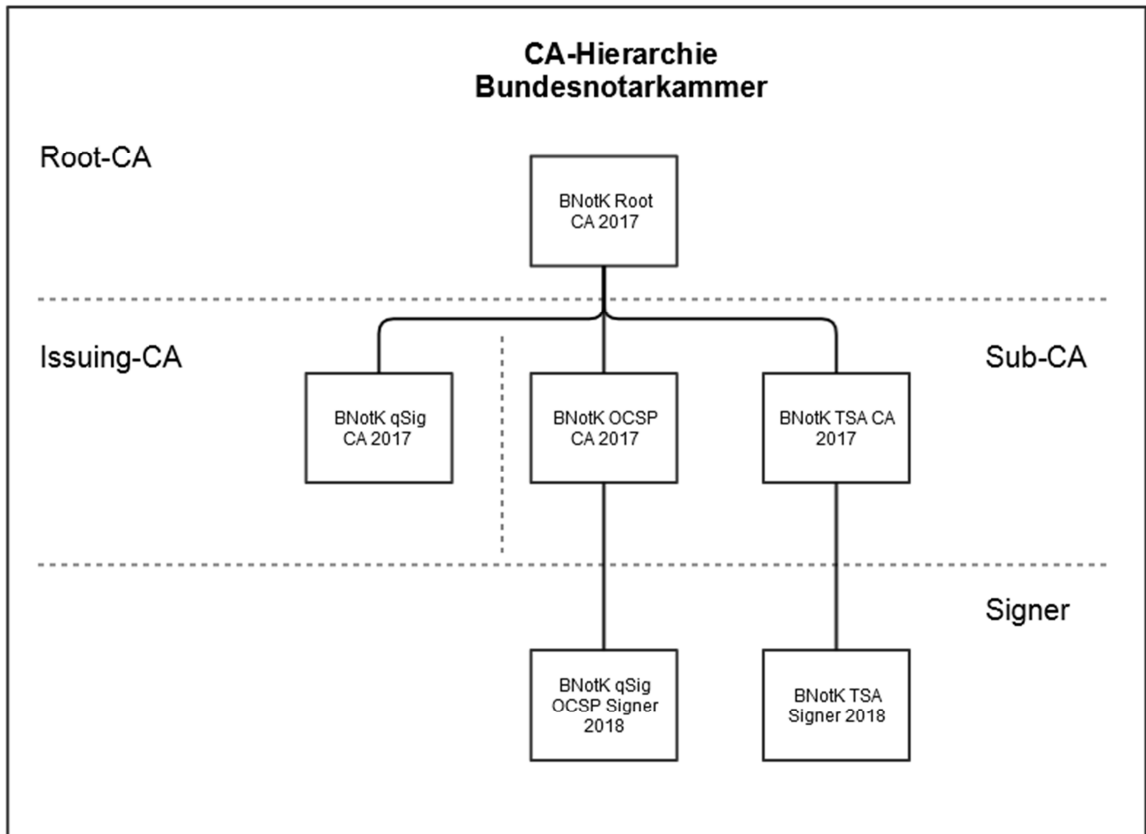 CA-Hierarchie
Bundesnotarkammer
Root-CA
BNotK Root
CA 2017
Issuing-CA
Sub-CA
BNotK qSig
CA 2017
BNotK OCSP
CA 2017
BNotK TSA CA
2017
Signer
BNotK qSig
OCSP Signer
2018
BNotK TSA
Signer 2018